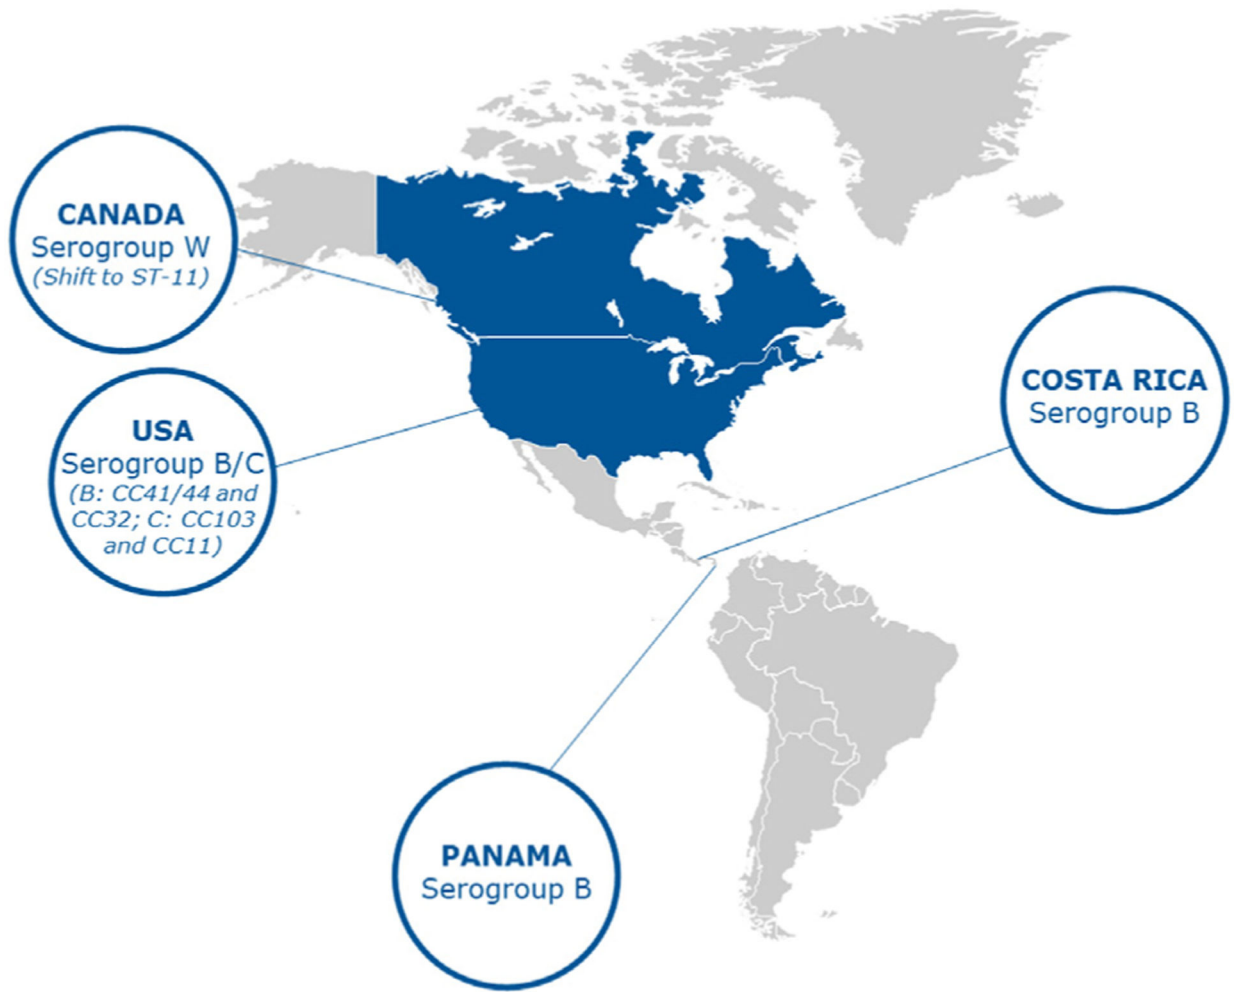 CANADA
Serogroup W
(Shift to ST-11)
USA
Serogroup B/C
(B: CC41/44 and
CC32; C: CC103
and CC11)
COSTA RICA
Serogroup B
PANAMA
Serogroup B